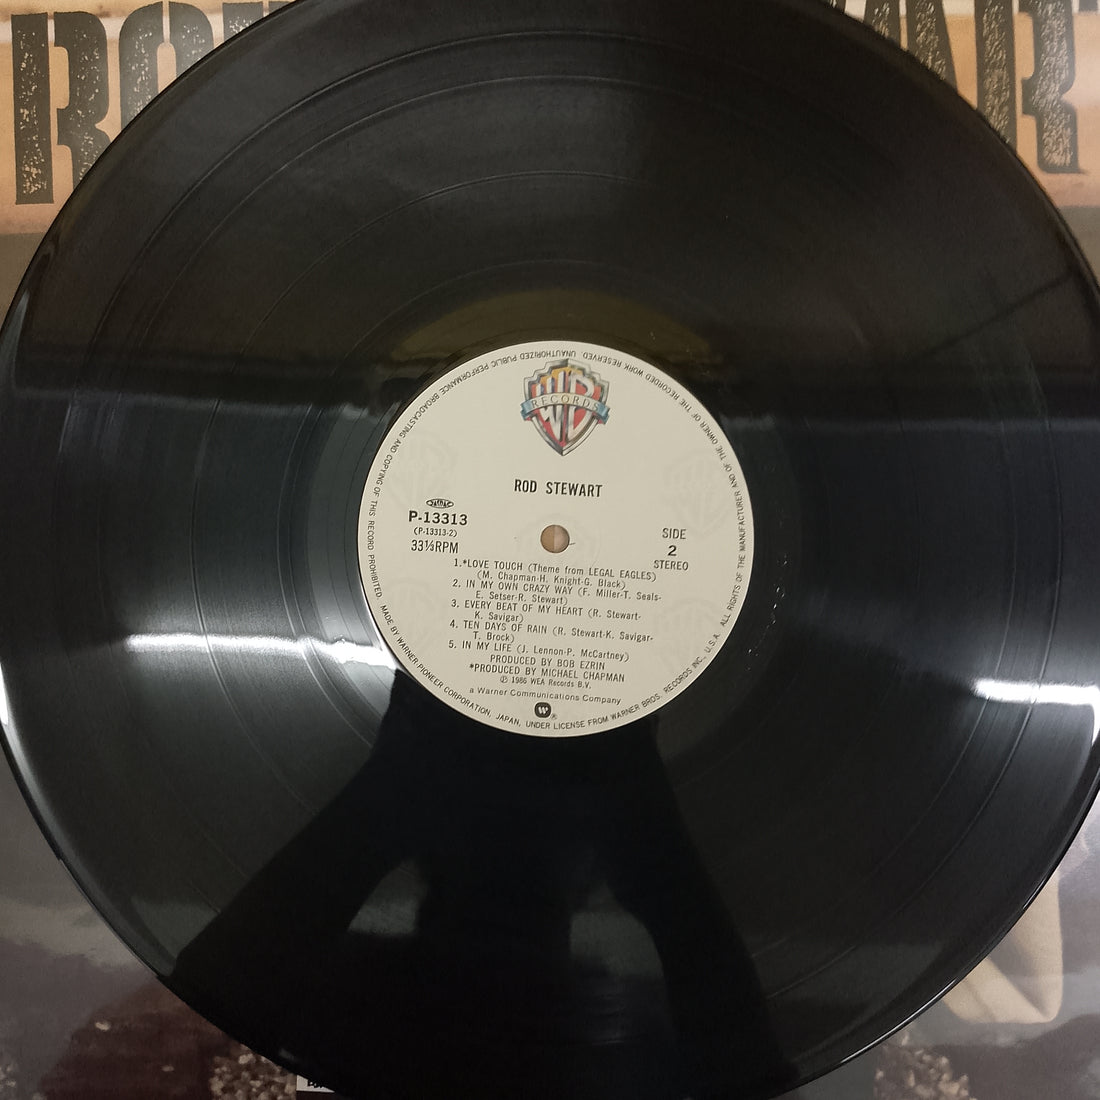 RECORDS
ROD STEWART
P-13313
(P-13313-2)
33⅓RPM
SIDE
2
STEREO
1.*LOVE TOUCH (Theme from LEGAL EAGLES)
(M. Chapman-H. Knight-G. Black)
2. IN MY OWN CRAZY WAY (F. Miller-T. Seals-
E. Setser-R. Stewart)
3. EVERY BEAT OF MY HEART (R. Stewart-
K. Savigar)
4. TEN DAYS OF RAIN (R. Stewart-K. Savigar-
T. Brock)
5. IN MY LIFE (J. Lennon-P. McCartney)
PRODUCED BY BOB EZRIN
*PRODUCED BY MICHAEL CHAPMAN
Ⓟ 1986 WEA Records B.V.
a Warner Communications Company
MADE BY WARNER-PIONEER CORPORATION, JAPAN, UNDER LICENSE FROM WARNER BROS. RECORDS INC., U.S.A. ALL RIGHTS OF THE MANUFACTURER AND OF THE OWNER OF THE RECORDED WORK RESERVED. UNAUTHORIZED PUBLIC PERFORMANCE BROADCASTING AND COPYING OF THIS RECORD PROHIBITED.